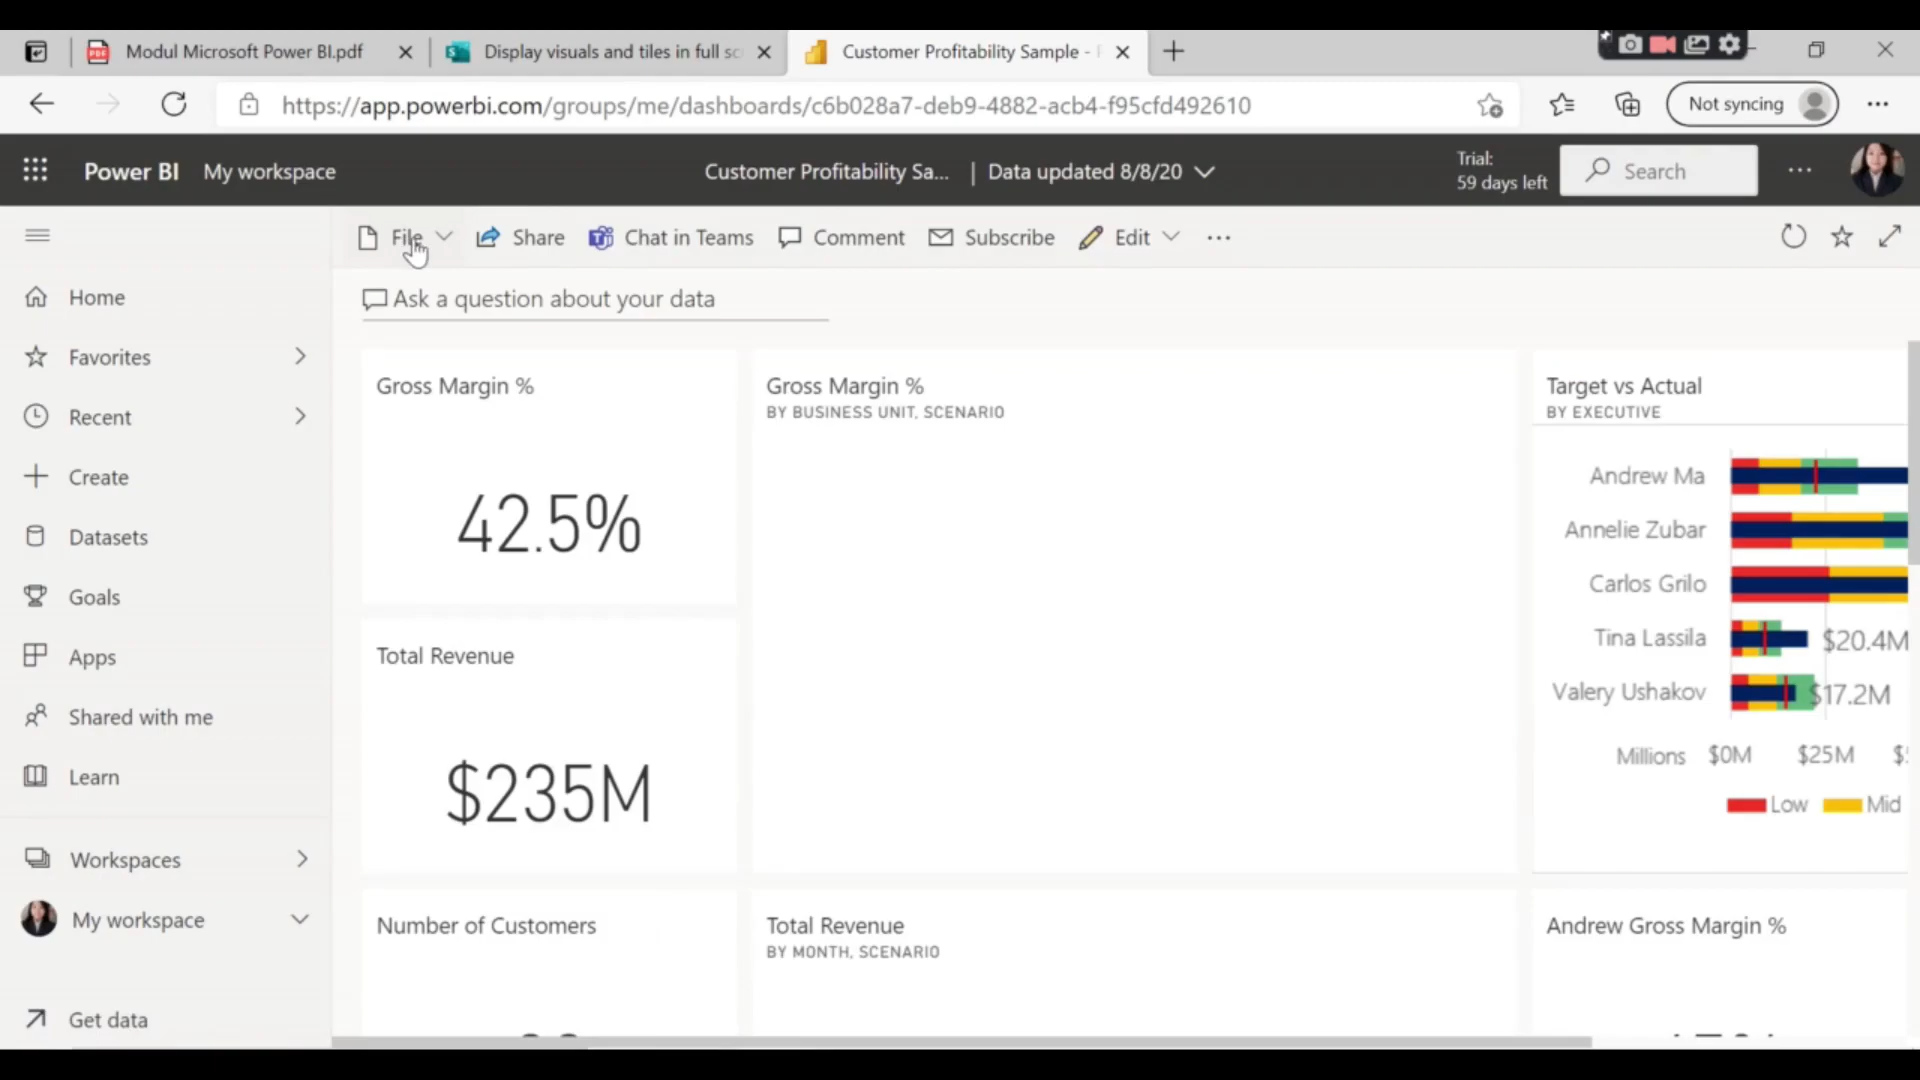 Modul Microsoft Power BI.pdf
Display visuals and tiles in full sc
Customer Profitability Sample -
https://app.powerbi.com/groups/me/dashboards/c6b028a7-deb9-4882-acb4-f95cfd492610
Not syncing
Power BI
My workspace
Customer Profitability Sa... | Data updated 8/8/20
Trial:
59 days left
Search
File
Share
Chat in Teams
Comment
Subscribe
Edit
Home
Favorites
Recent
Create
Datasets
Goals
Apps
Shared with me
Learn
Workspaces
My workspace
Get data
Ask a question about your data
Gross Margin %
42.5%
Gross Margin %
BY BUSINESS UNIT, SCENARIO
Target vs Actual
BY EXECUTIVE
Andrew Ma
Annelie Zubar
Carlos Grilo
Tina Lassila
$20.4M
Valery Ushakov
$17.2M
Millions $0M $25M
Low Mid
Total Revenue
$235M
Number of Customers
Total Revenue
BY MONTH, SCENARIO
Andrew Gross Margin %